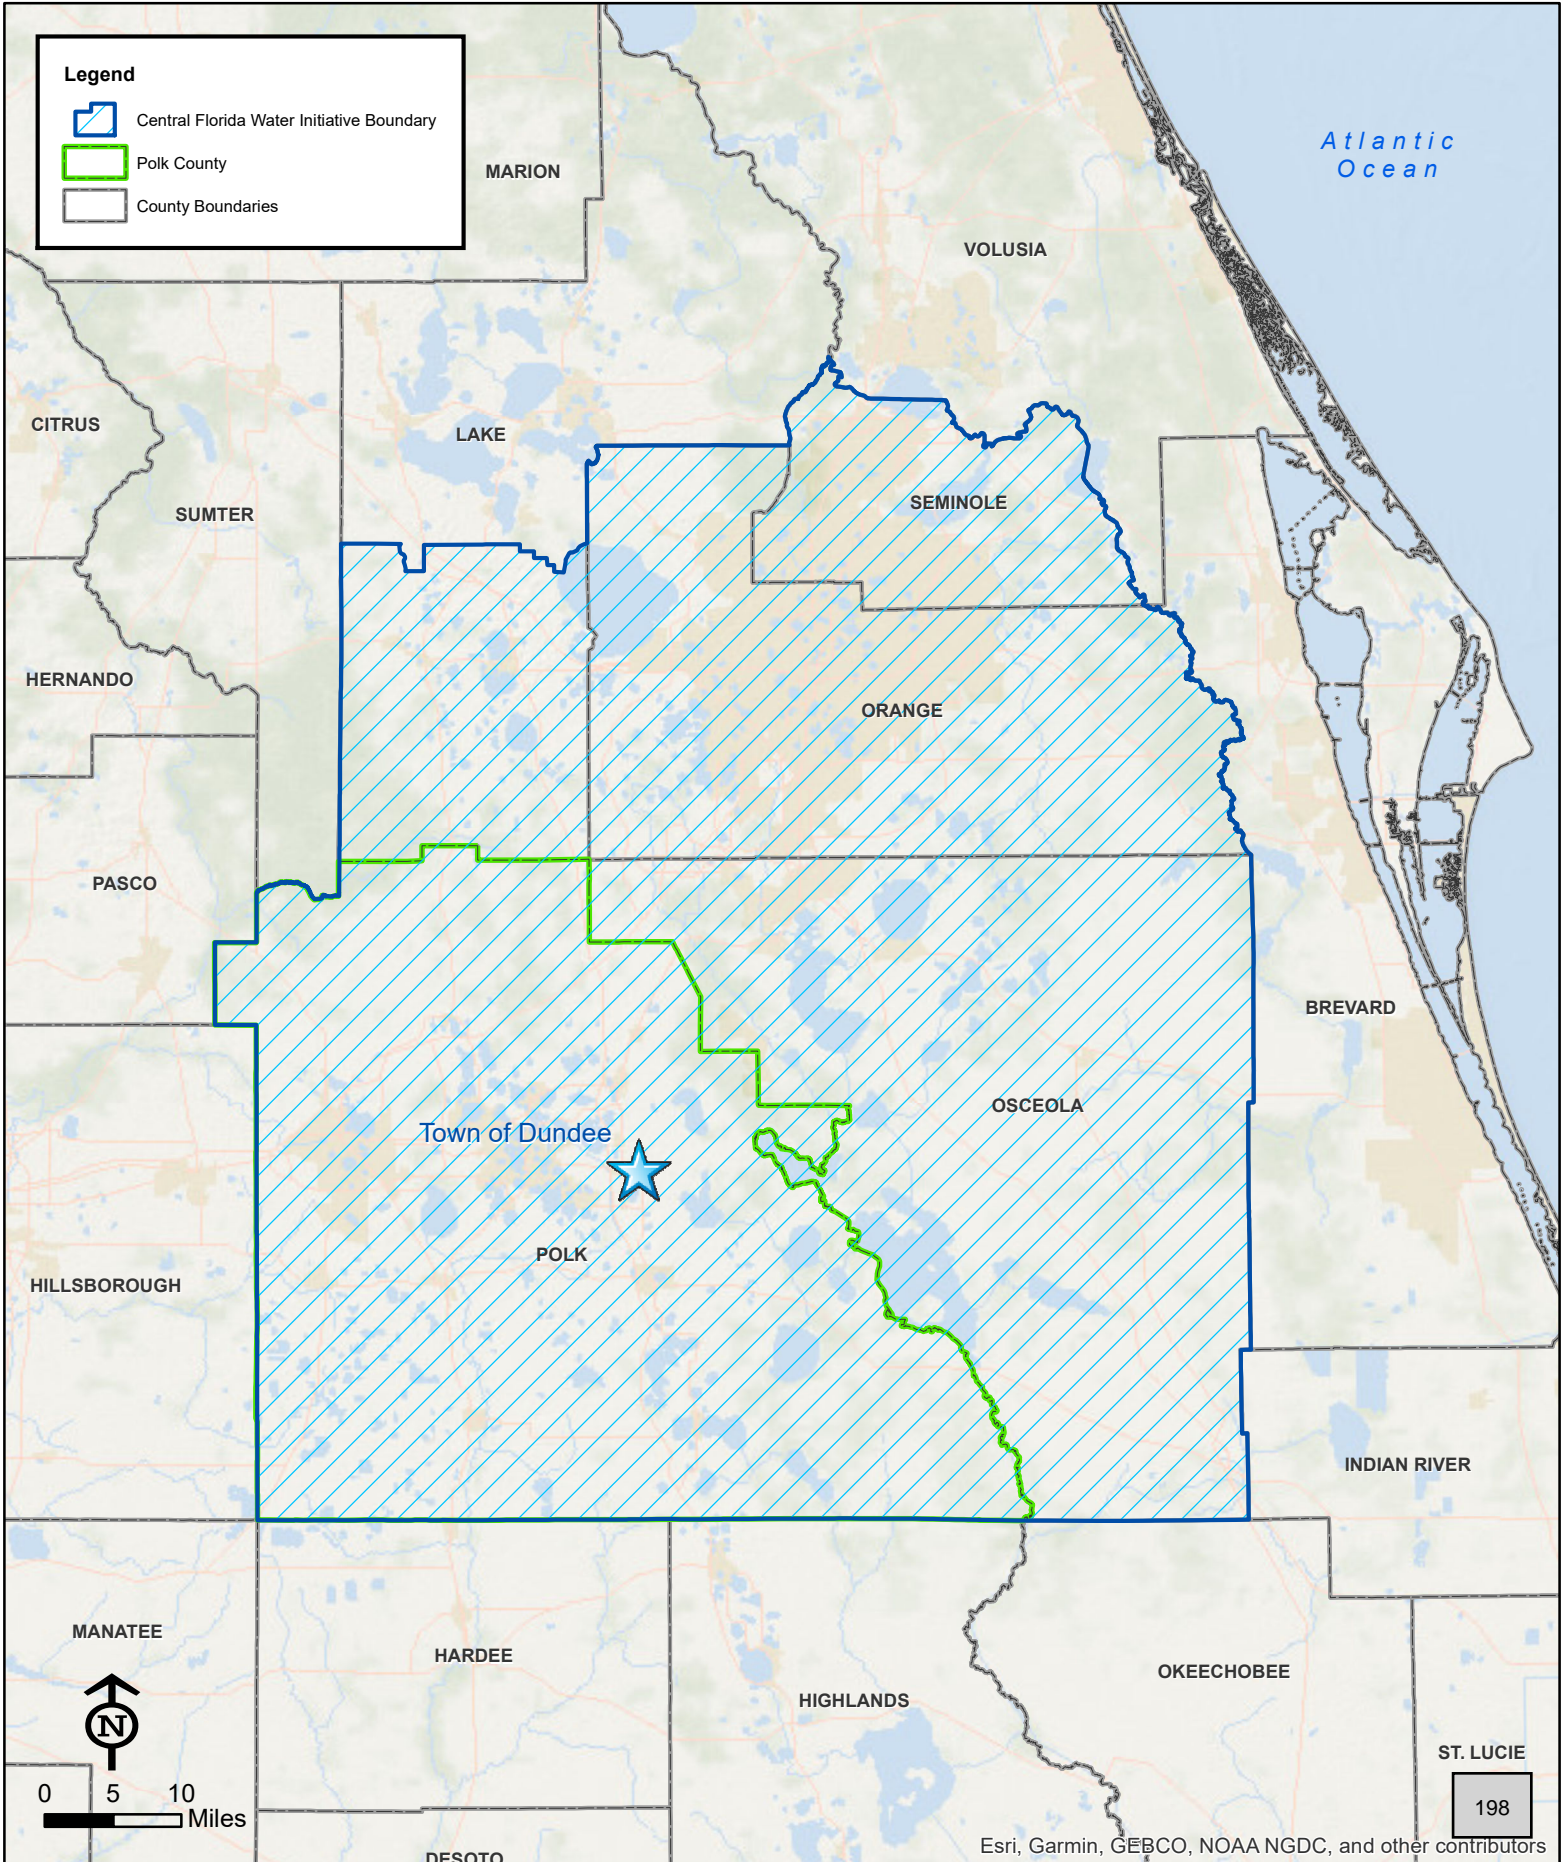 Legend
Central Florida Water Initiative Boundary
Polk County
County Boundaries
Atlantic
Ocean
MARION
VOLUSIA
CITRUS
LAKE
SUMTER
SEMINOLE
HERNANDO
ORANGE
PASCO
BREVARD
OSCEOLA
Town of Dundee
POLK
HILLSBOROUGH
INDIAN RIVER
MANATEE
HARDEE
OKEECHOBEE
HIGHLANDS
N
ST. LUCIE
0 5 10
Miles
198
Esri, Garmin, GEBCO, NOAA NGDC, and other contributors
DESOTO